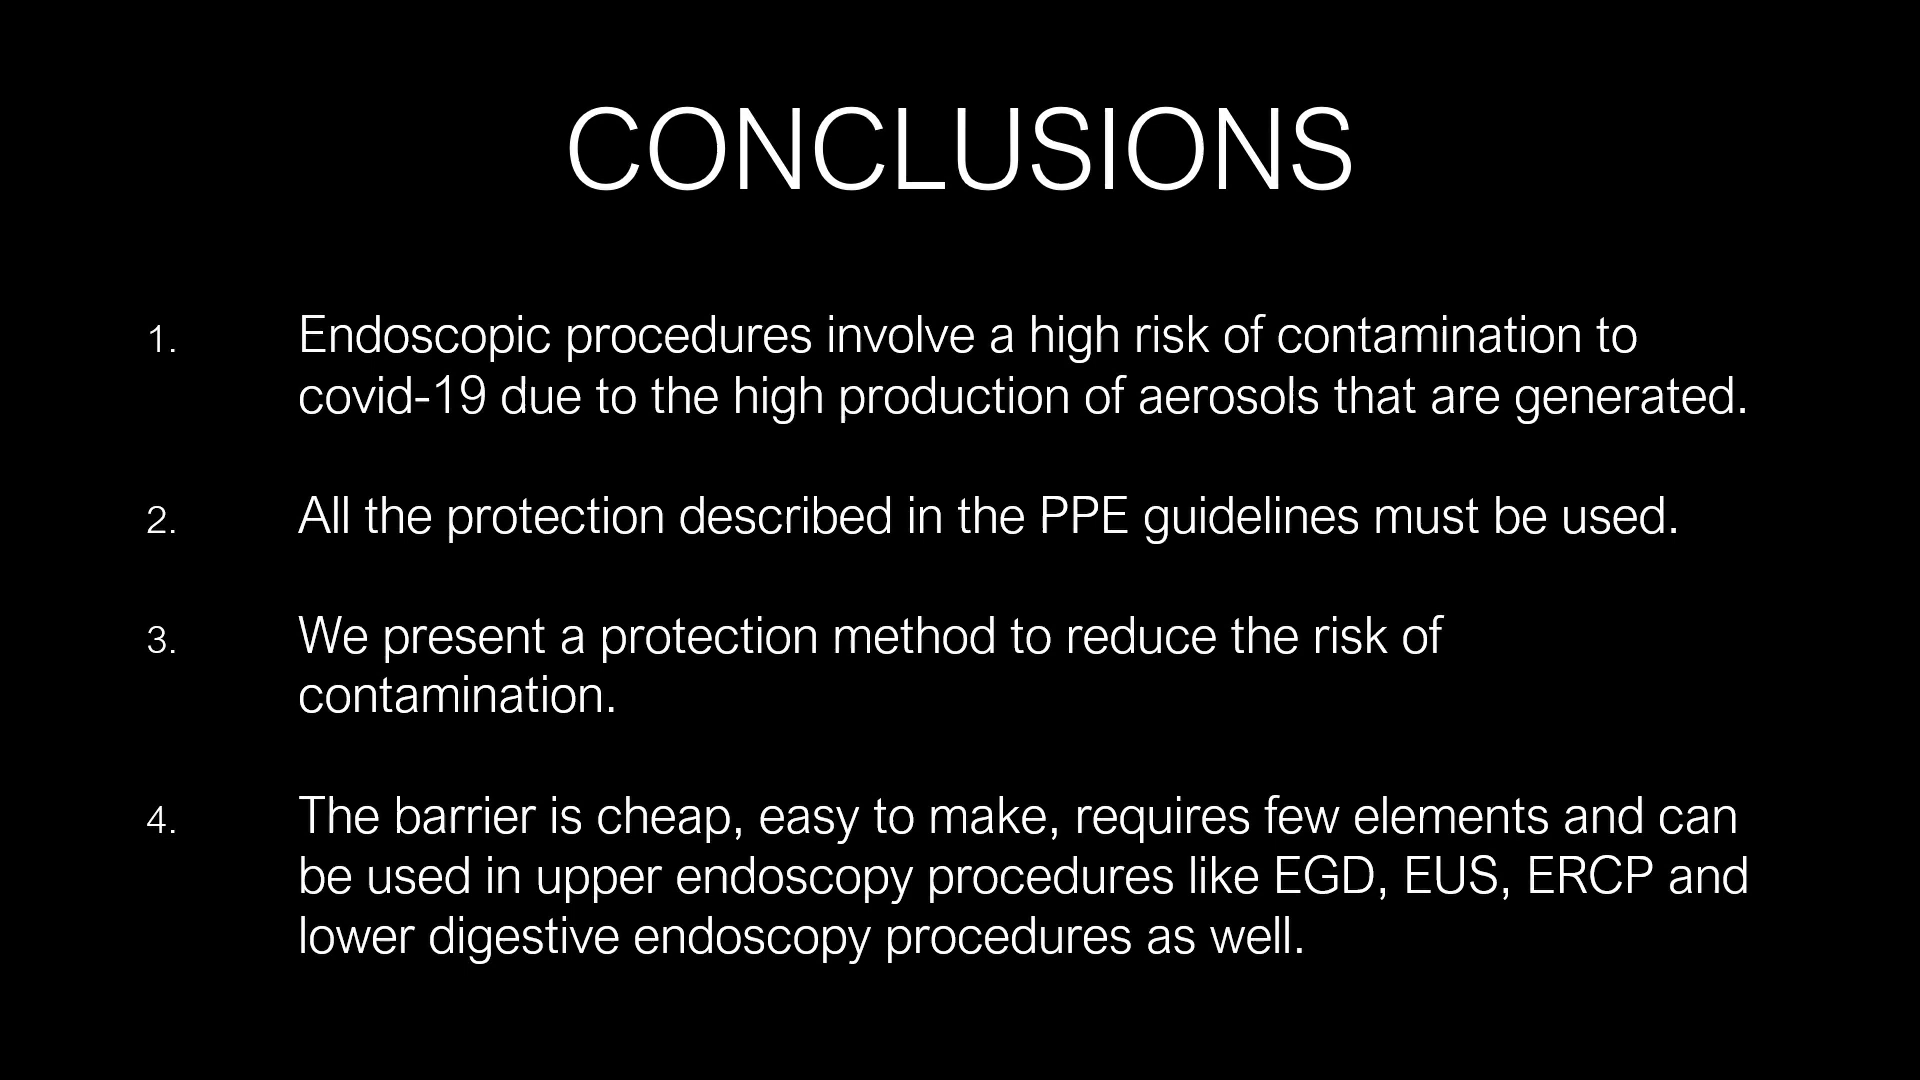 CONCLUSIONS
1. Endoscopic procedures involve a high risk of contamination to
covid-19 due to the high production of aerosols that are generated.
2. All the protection described in the PPE guidelines must be used.
3. We present a protection method to reduce the risk of
contamination.
4. The barrier is cheap, easy to make, requires few elements and can
be used in upper endoscopy procedures like EGD, EUS, ERCP and
lower digestive endoscopy procedures as well.